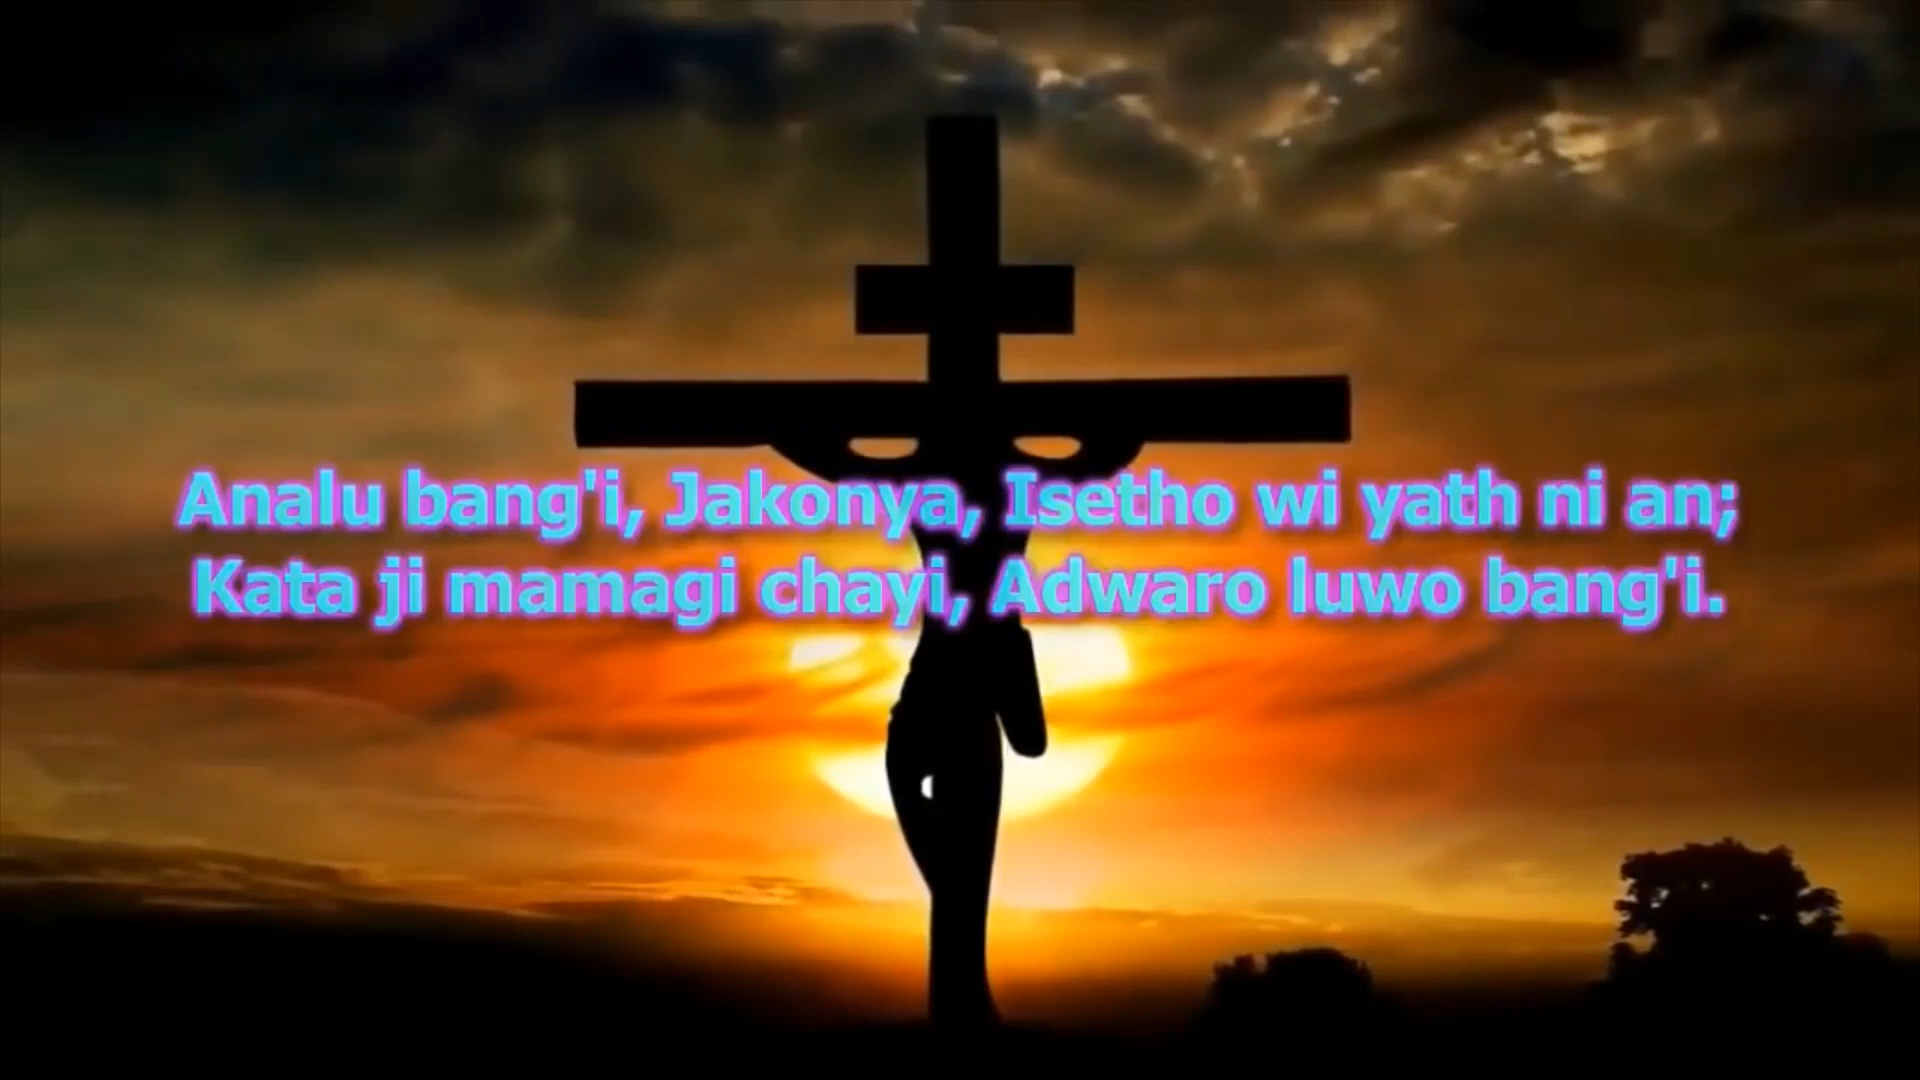 Analu bang'i, Jakonya, Isetho wi yath ni an;
Kata ji mamagi chayi, Adwaro luwo bang'i.